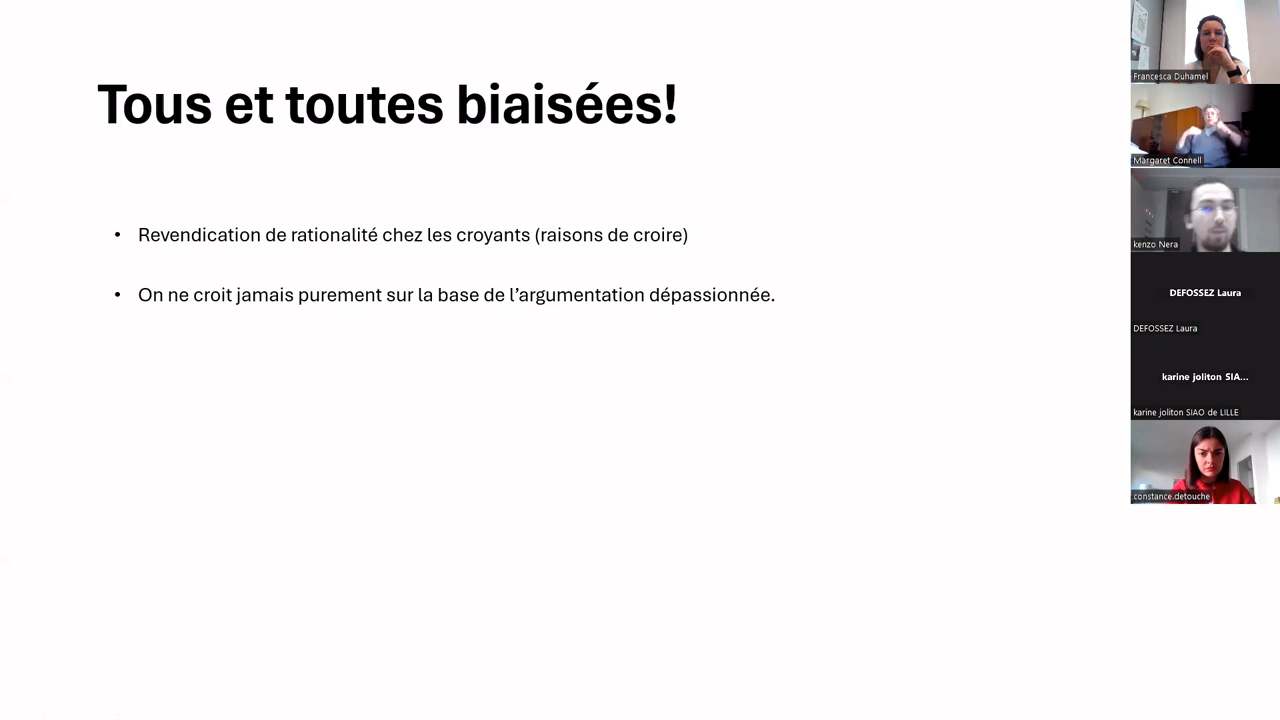 Tous et toutes biaisées!
• Revendication de rationalité chez les croyants (raisons de croire)
• On ne croit jamais purement sur la base de l’argumentation dépassionnée.
Francesca Duhamel
Margaret Connell
kenzo Nera
DEFOSSEZ Laura
DEFOSSEZ Laura
karine joliton SIA...
karine joliton SIAO de LILLE
constance.detouche